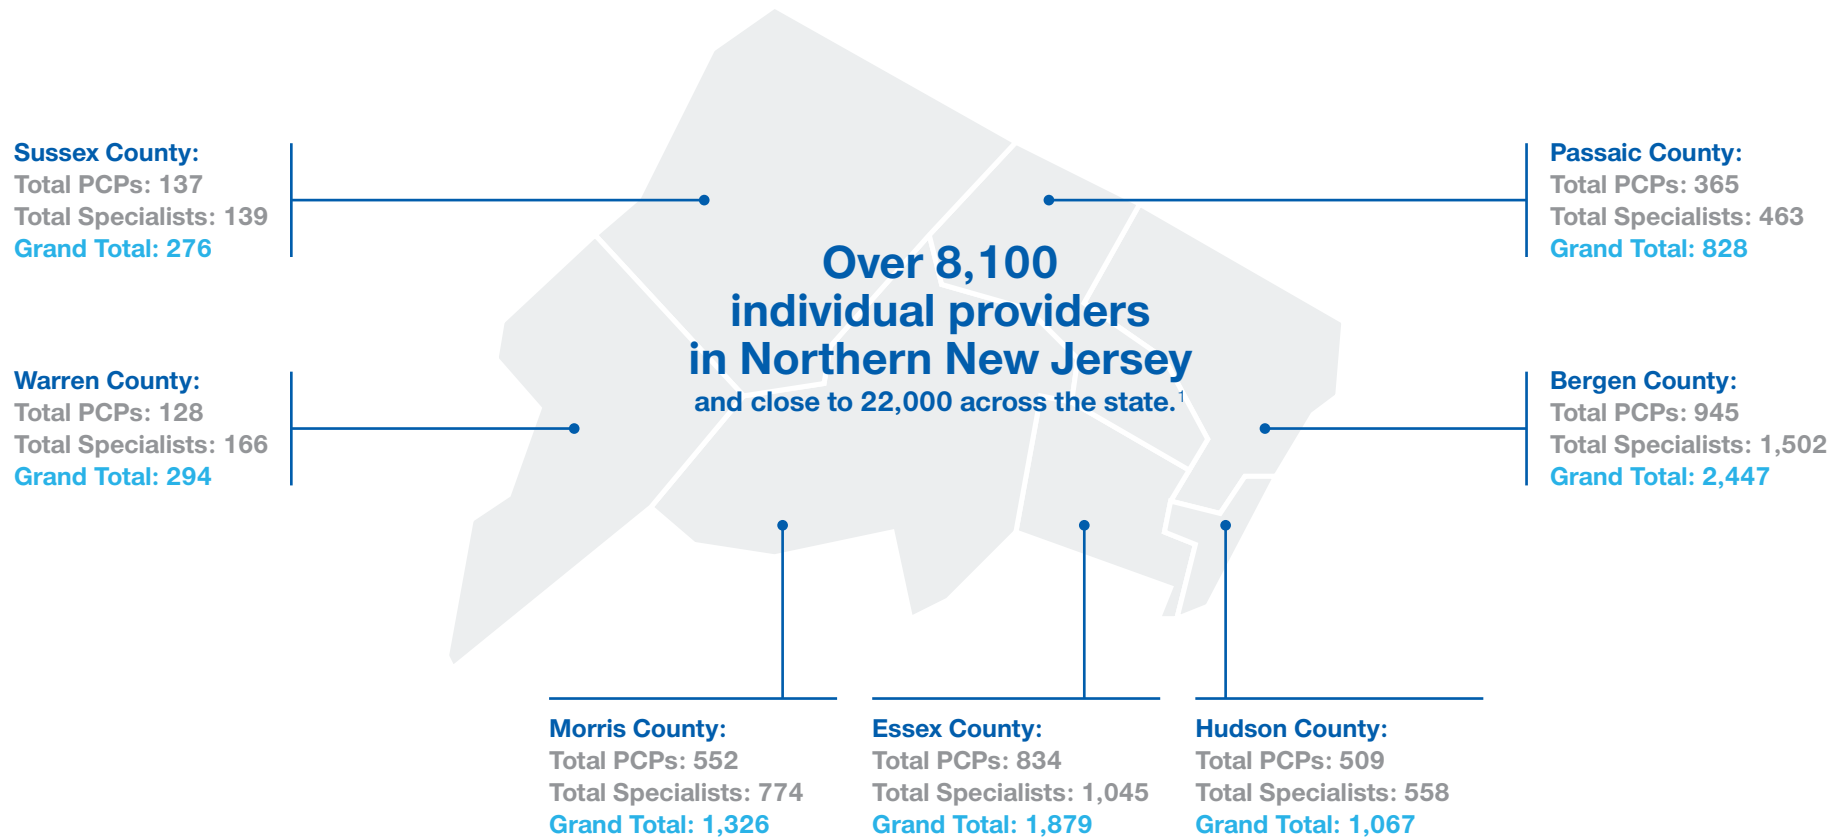 Sussex County:
Total PCPs: 137
Total Specialists: 139
Grand Total: 276
Passaic County:
Total PCPs: 365
Total Specialists: 463
Grand Total: 828
Over 8,100
individual providers
in Northern New Jersey
and close to 22,000 across the state.¹
Warren County:
Total PCPs: 128
Total Specialists: 166
Grand Total: 294
Bergen County:
Total PCPs: 945
Total Specialists: 1,502
Grand Total: 2,447
Morris County:
Total PCPs: 552
Total Specialists: 774
Grand Total: 1,326
Essex County:
Total PCPs: 834
Total Specialists: 1,045
Grand Total: 1,879
Hudson County:
Total PCPs: 509
Total Specialists: 558
Grand Total: 1,067